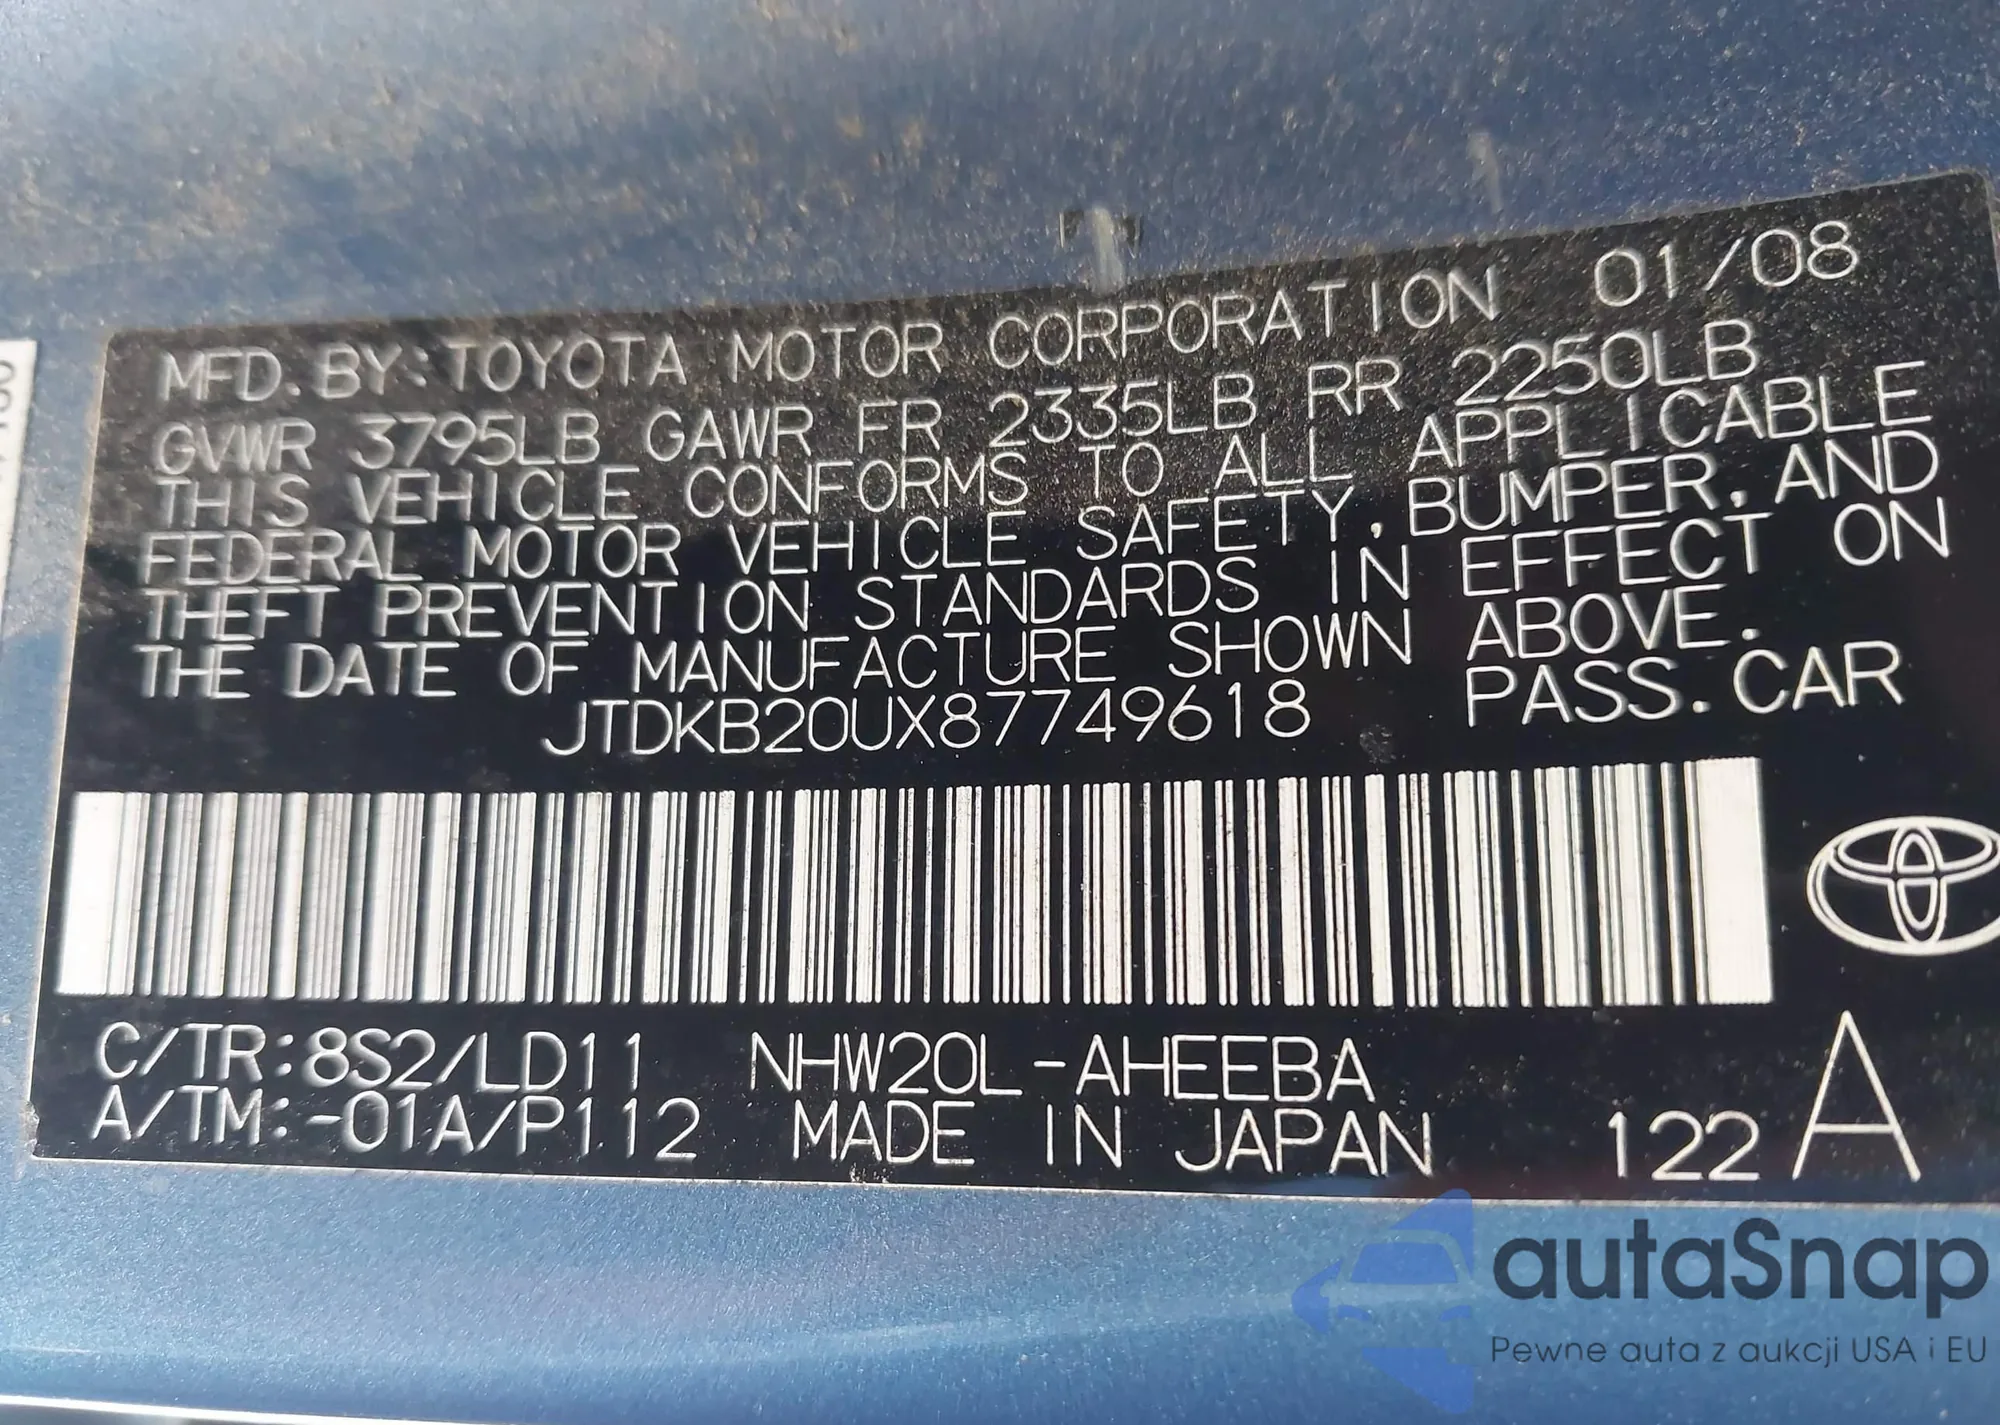 MFD. BY: TOYOTA MOTOR CORPORATION 01/08
GVWR 3795LB GAWR FR 2335LB RR 2250LB
THIS VEHICLE CONFORMS TO ALL APPLICABLE
FEDERAL MOTOR VEHICLE SAFETY, BUMPER, AND
THEFT PREVENTION STANDARDS IN EFFECT ON
THE DATE OF MANUFACTURE SHOWN ABOVE.
JTDKB20UX87749618 PASS. CAR
C/TR:8S2/LD11 NHW20L-AHEEBA
A/TM:-01A/P112 MADE IN JAPAN 122 A
autaSnap
Pewne auta z aukcji USA i EU